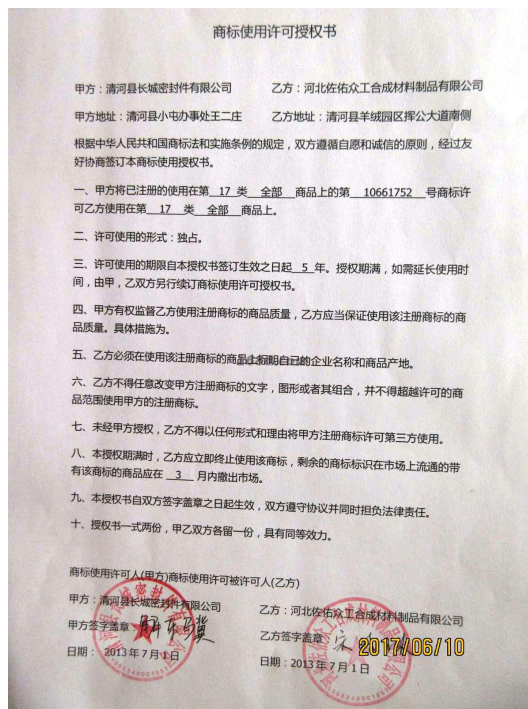 商标使用许可授权书
甲方：清河县长城密封件有限公司 乙方：河北佐佑众工合成材料制品有限公司
甲方地址：清河县小屯办事处王二庄 乙方地址：清河县羊绒园区挥公大道南侧
根据中华人民共和国商标法和实施条例的规定，双方遵循自愿和诚信的原则，经过友
好协商签订本商标使用授权书。
一、甲方将已注册的使用在第 17 类 全部 商品上的第 10661752 号商标许
可乙方使用在第 17 类 全部 商品上。
二、许可使用的形式：独占。
三、许可使用的期限自本授权书签订生效之日起 5 年。授权期满，如需延长使用时
间，由甲，乙双方另行续订商标使用许可授权书。
四、甲方有权监督乙方使用注册商标的商品质量，乙方应当保证使用该注册商标的商
品质量。具体措施为。
五、乙方必须在使用该注册商标的商品上标明自己的企业名称和商品产地。
六、乙方不得任意改变甲方注册商标的文字，图形或者其组合，并不得超越许可的商
品范围使用甲方的注册商标。
七、未经甲方授权，乙方不得以任何形式和理由将甲方注册商标许可第三方使用。
八、本授权期满时，乙方应立即终止使用该商标，剩余的商标标识在市场上流通的带
有该商标的商品应在 3 月内撤出市场。
九、本授权书自双方签字盖章之日起生效，双方遵守协议并同时担负法律责任。
十、授权书一式两份，甲乙双方各留一份，具有同等效力。
商标使用许可人(甲方)商标使用许可被许可人(乙方)
甲方：清河县长城密封件有限公司 乙方：河北佐佑众工合成材料制品有限公司
甲方签字盖章 乙方签字盖章
日期： 2013年7月1日 日期：2013年7月1日
2017/06/10